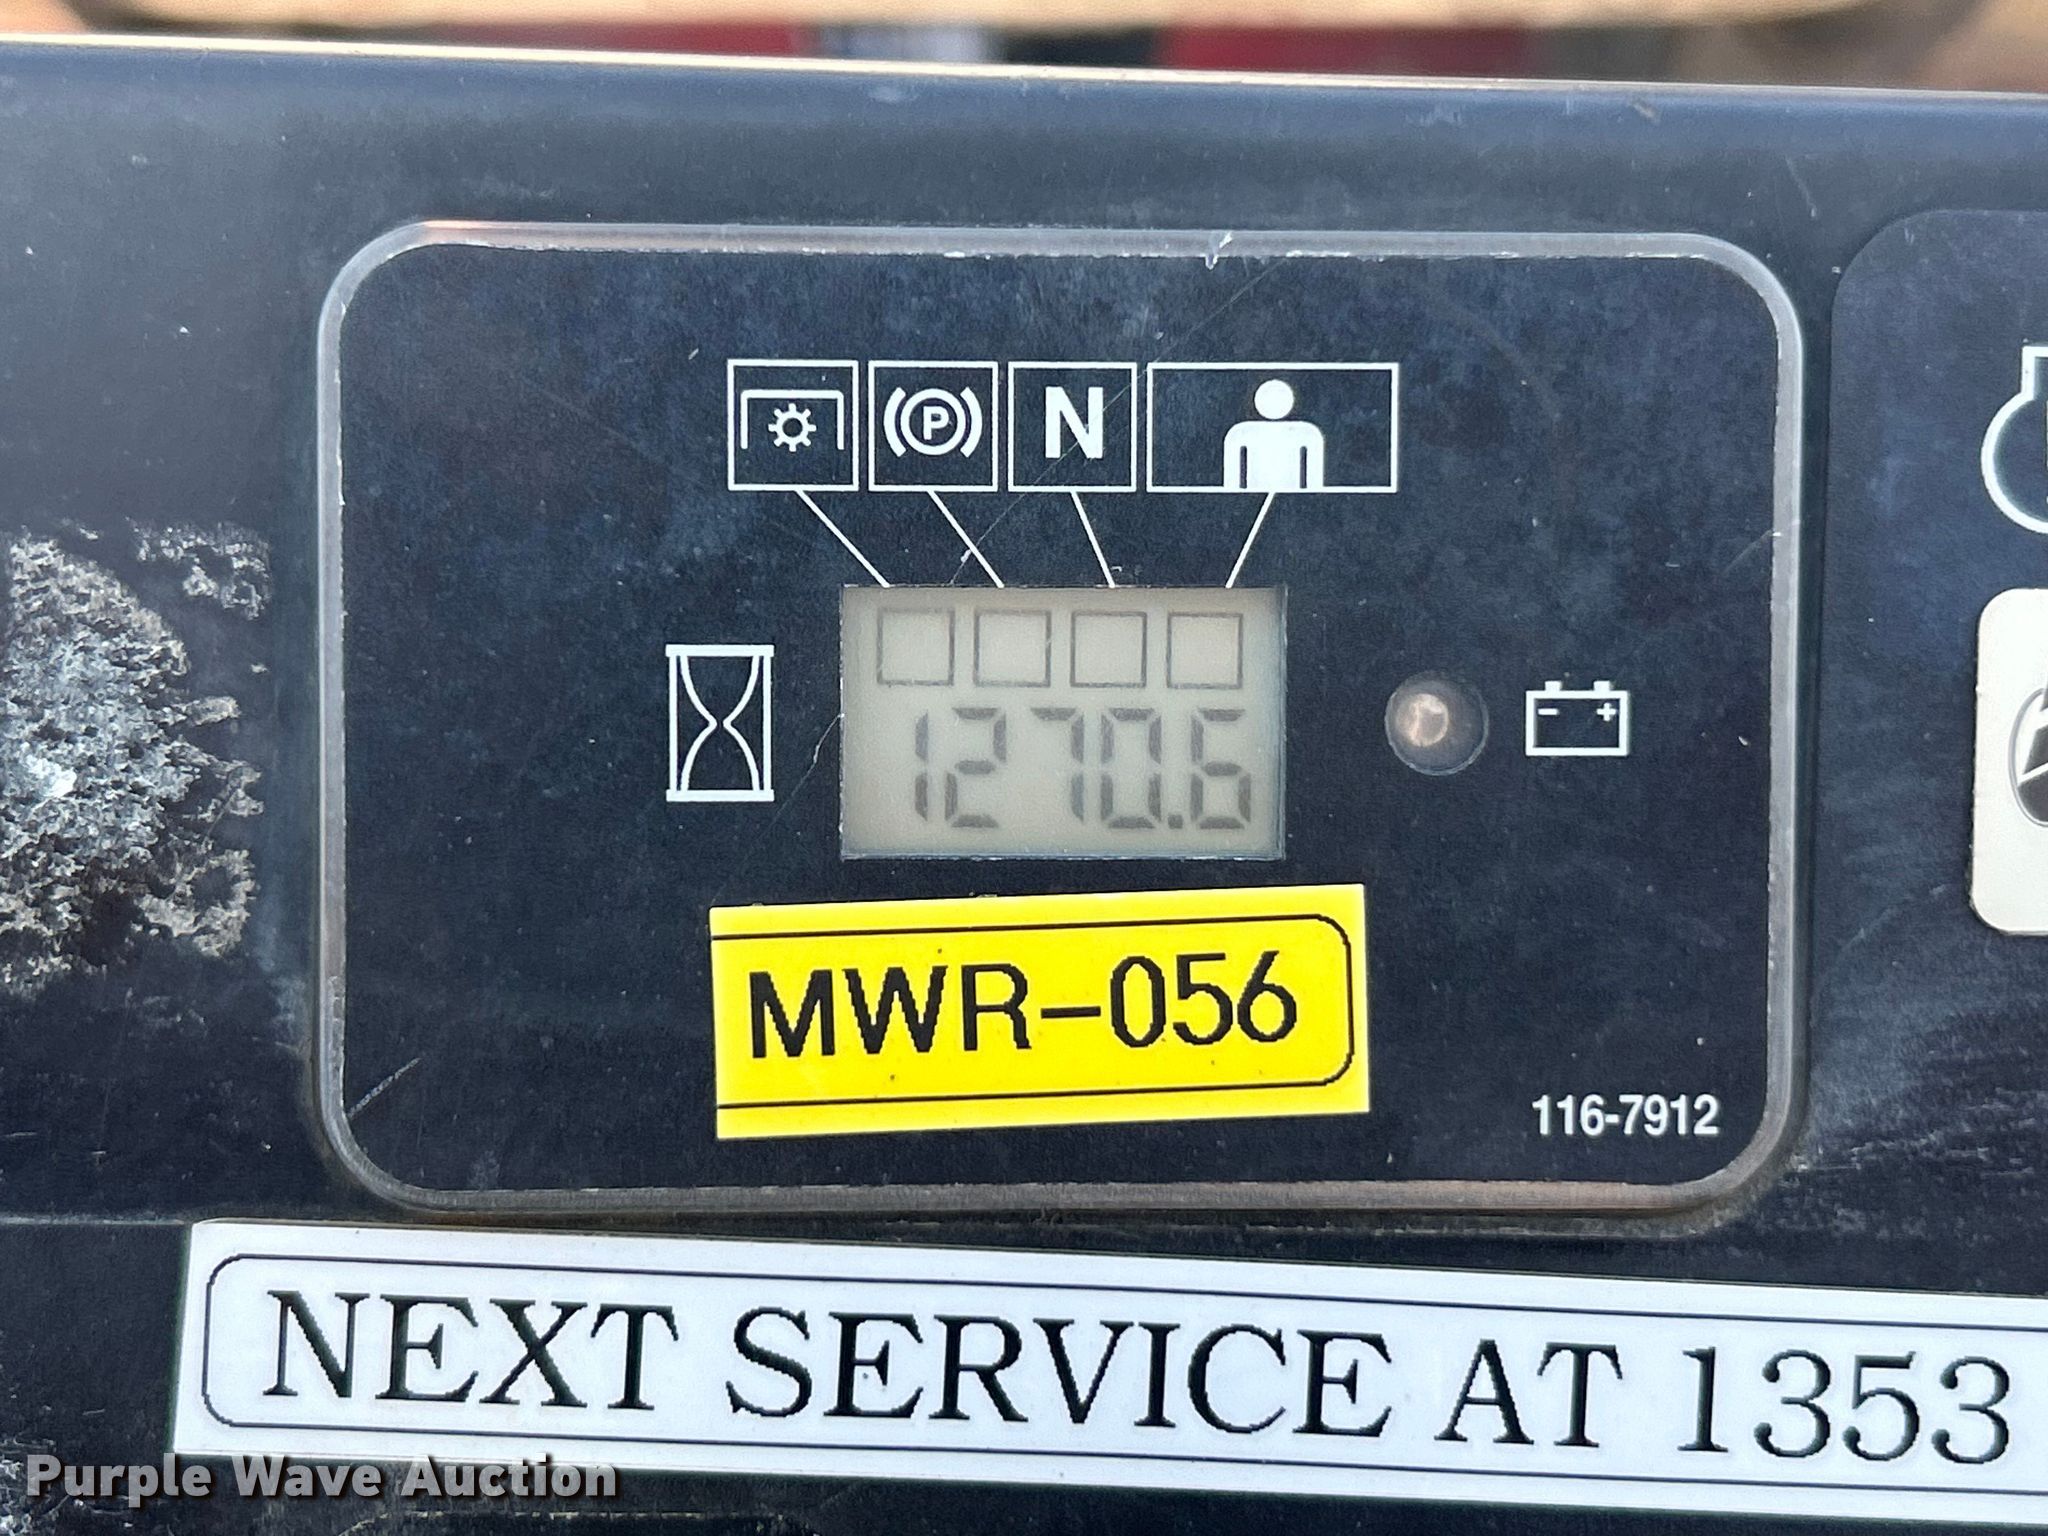 P N
1270.6
- +
MWR-056
116-7912
NEXT SERVICE AT 1353
Purple Wave Auction